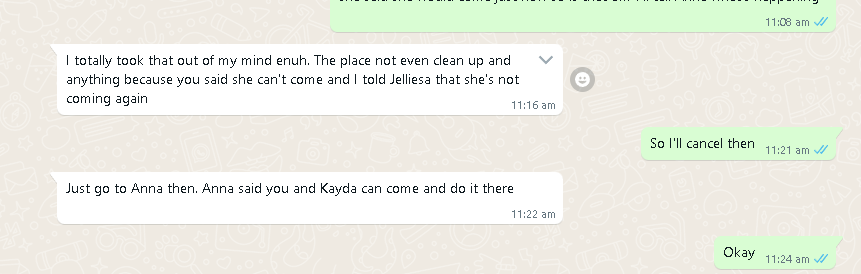 11:08 am
I totally took that out of my mind enuh. The place not even clean up and
anything because you said she can't come and I told Jelliesa that she's not
coming again
11:16 am
So I'll cancel then
11:21 am
Just go to Anna then. Anna said you and Kayda can come and do it there
11:22 am
Okay
11:24 am